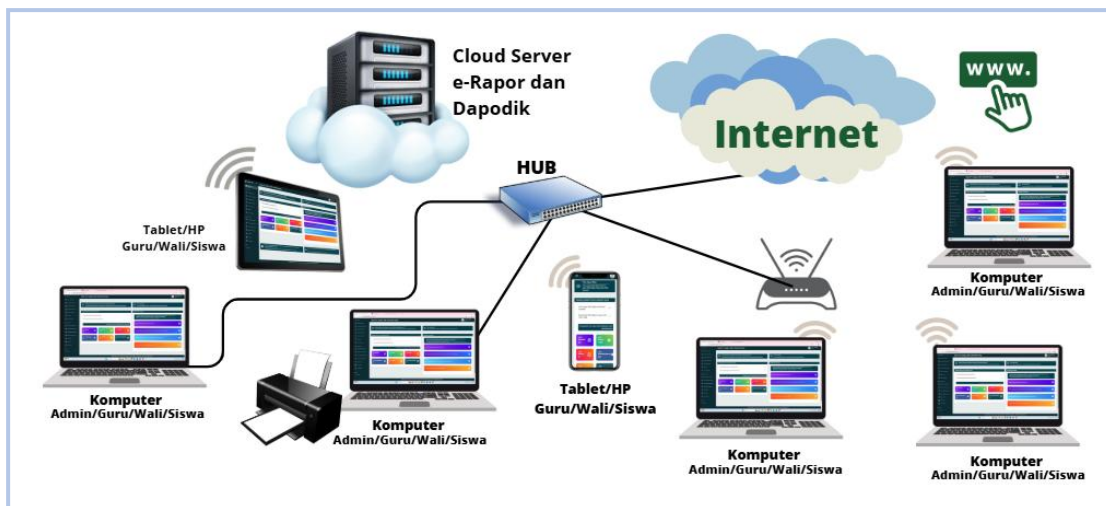 Cloud Server
e-Rapor dan
Dapodik
Internet
www.
HUB
Tablet/HP
Guru/Wali/Siswa
Komputer
Admin/Guru/Wali/Siswa
Komputer
Admin/Guru/Wali/Siswa
Tablet/HP
Guru/Wali/Siswa
Komputer
Admin/Guru/Wali/Siswa
Komputer
Admin/Guru/Wali/Siswa
Komputer
Admin/Guru/Wali/Siswa